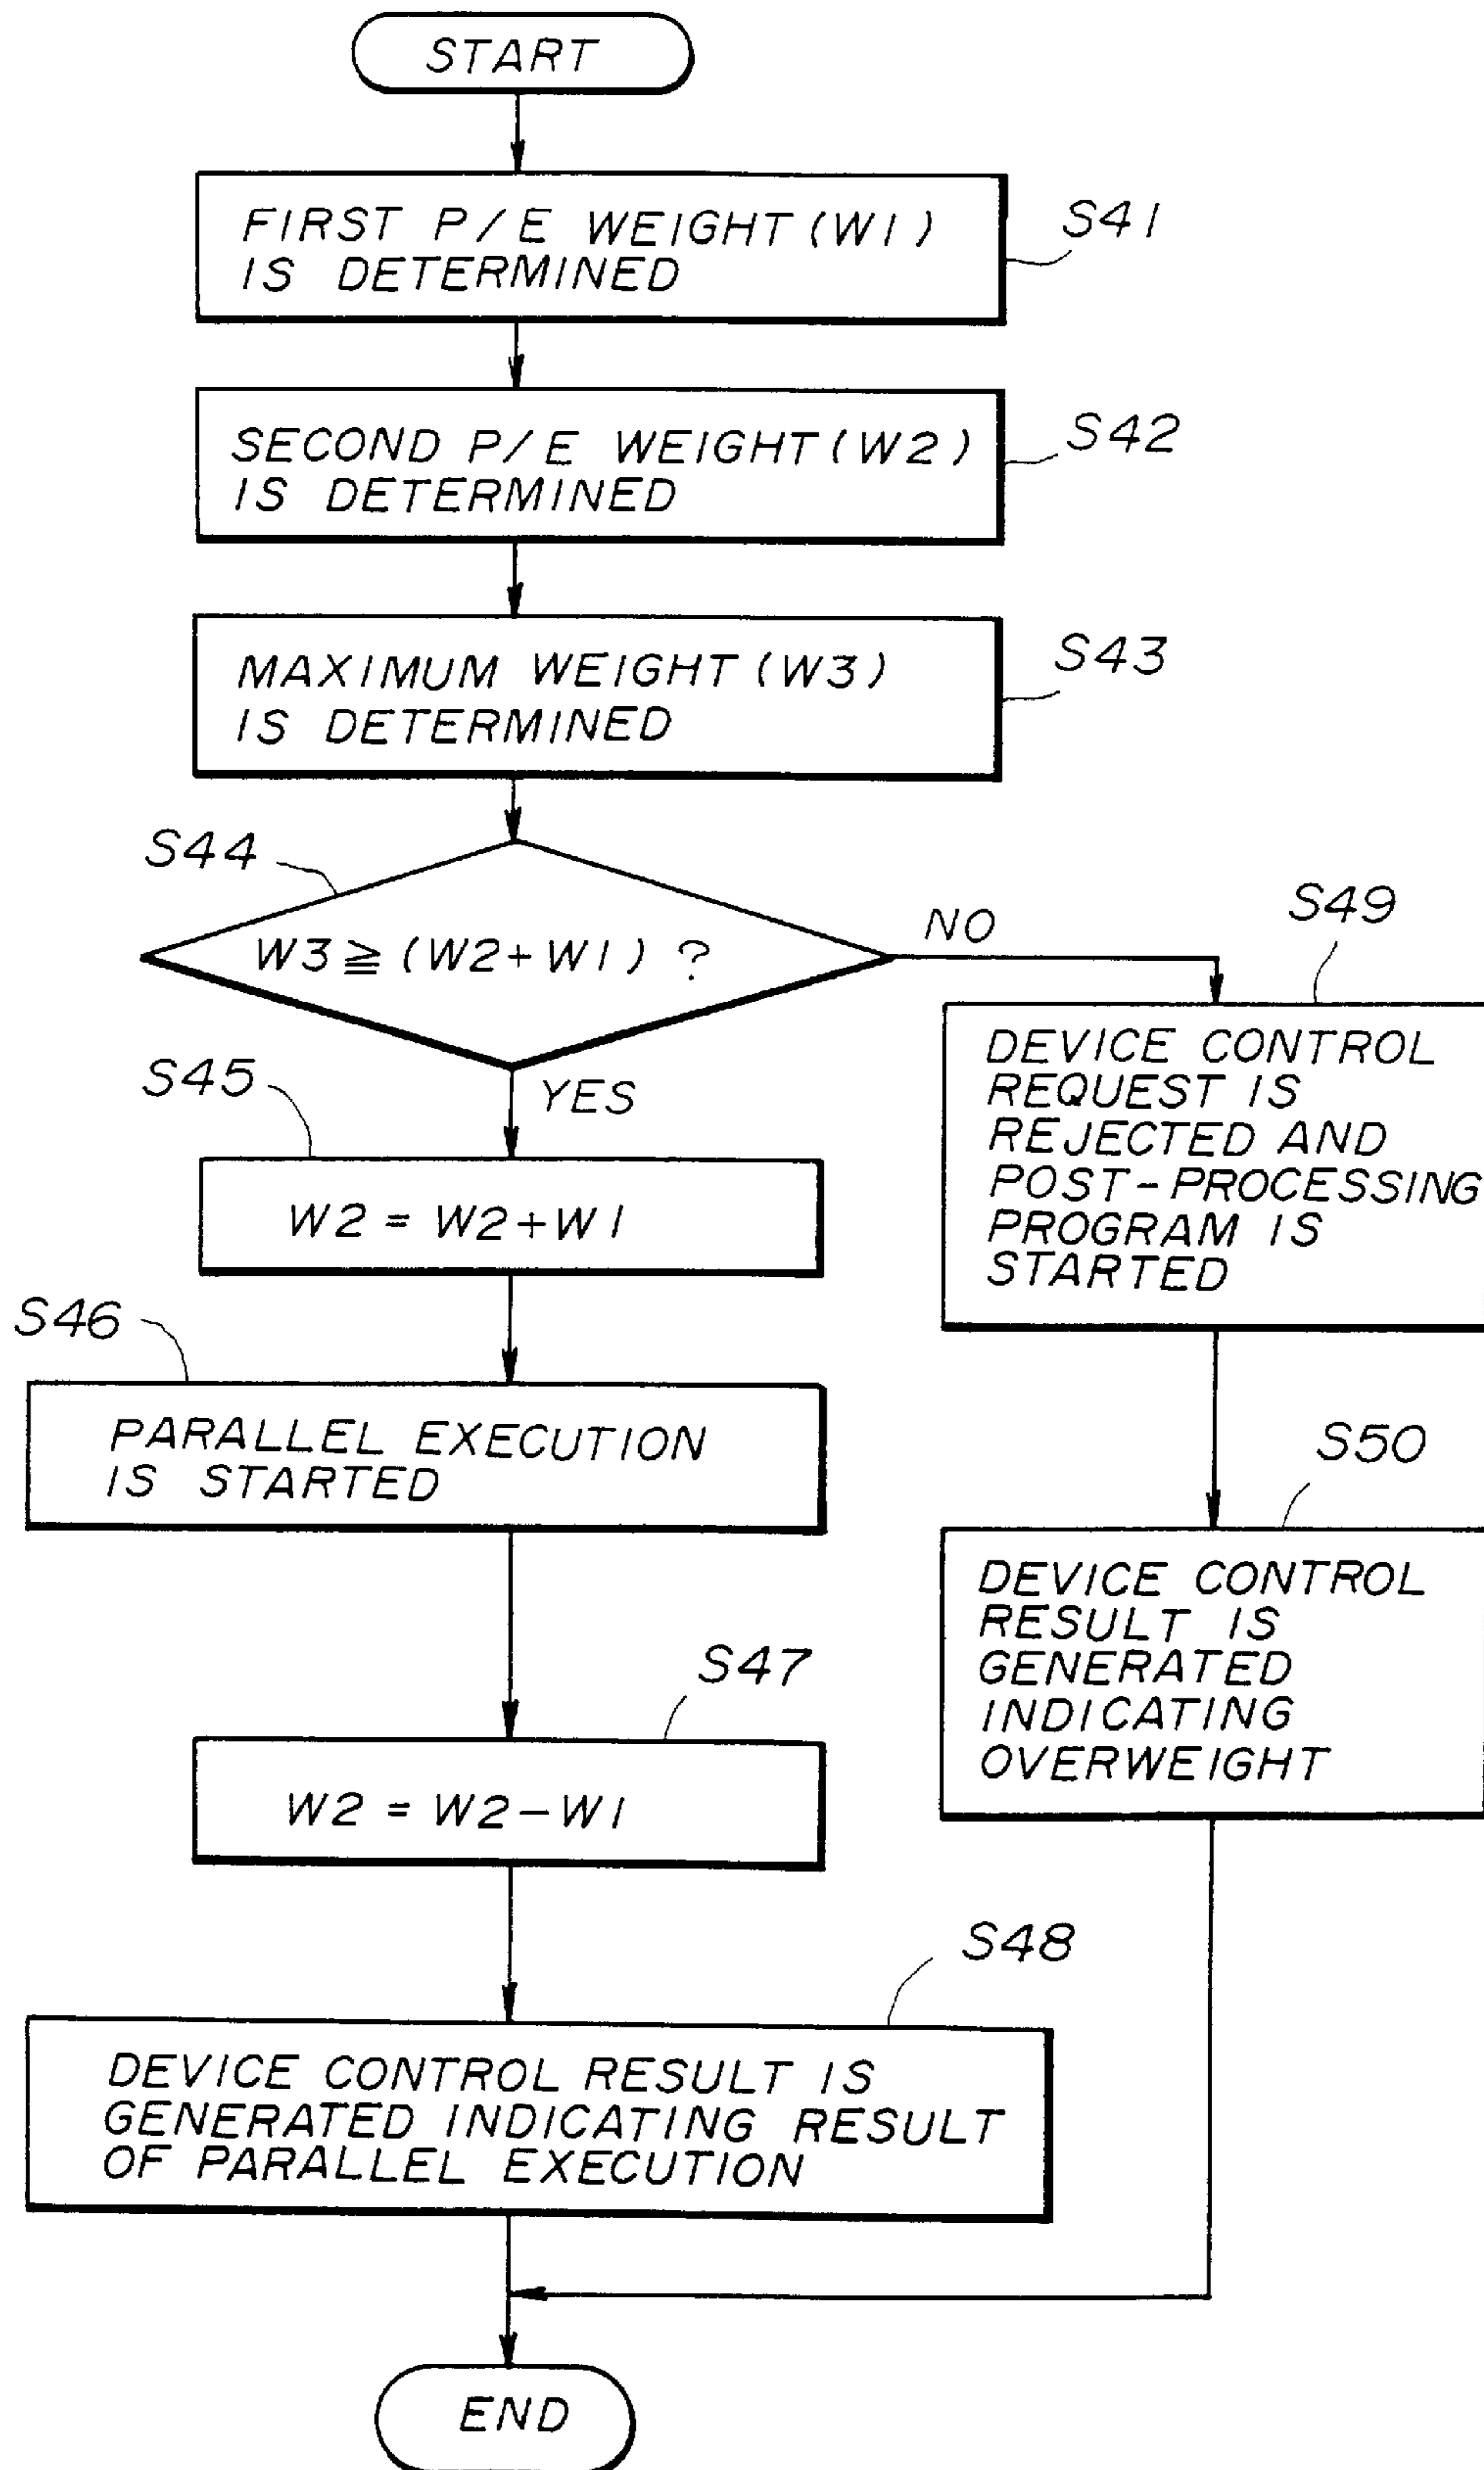 START
FIRST P/E WEIGHT (W1)
IS DETERMINED
S41
SECOND P/E WEIGHT (W2)
IS DETERMINED
S42
MAXIMUM WEIGHT (W3)
IS DETERMINED
S43
S44
W3 ≧ (W2+W1) ?
NO
YES
S45
W2 = W2+W1
S46
PARALLEL EXECUTION
IS STARTED
S47
W2 = W2-W1
S48
DEVICE CONTROL RESULT IS
GENERATED INDICATING RESULT
OF PARALLEL EXECUTION
S49
DEVICE CONTROL
REQUEST IS
REJECTED AND
POST-PROCESSING
PROGRAM IS
STARTED
S50
DEVICE CONTROL
RESULT IS
GENERATED
INDICATING
OVERWEIGHT
END